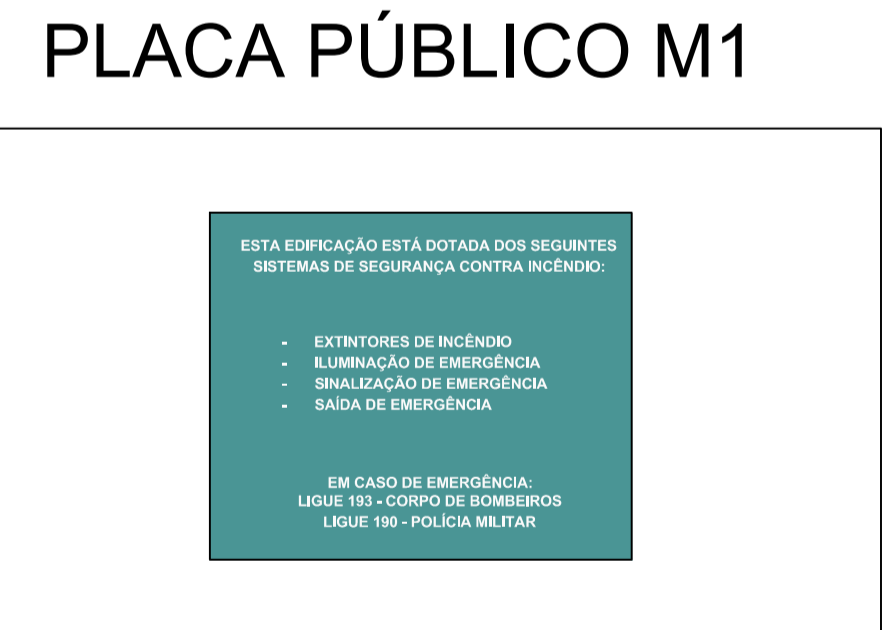 PLACA PÚBLICO M1
ESTA EDIFICAÇÃO ESTÁ DOTADA DOS SEGUINTES
SISTEMAS DE SEGURANÇA CONTRA INCÊNDIO:
- EXTINTORES DE INCÊNDIO
- ILUMINAÇÃO DE EMERGÊNCIA
- SINALIZAÇÃO DE EMERGÊNCIA
- SAÍDA DE EMERGÊNCIA
EM CASO DE EMERGÊNCIA:
LIGUE 193 - CORPO DE BOMBEIROS
LIGUE 190 - POLÍCIA MILITAR